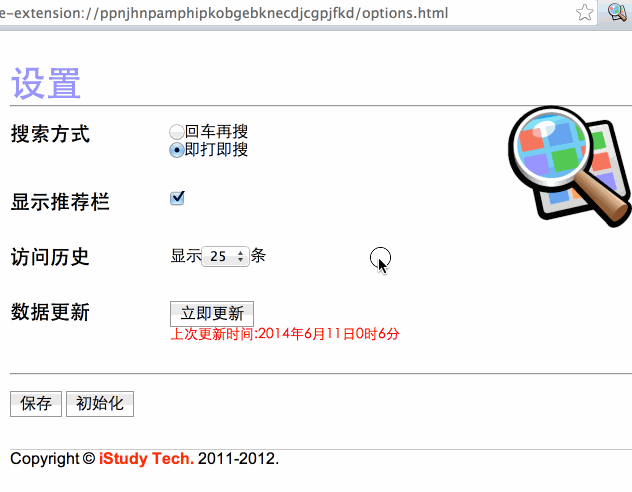 e-extension://ppnjhnpamphipkobgebknecdjcgpjfkd/options.html
设置
搜索方式
回车再搜
即打即搜
显示推荐栏
访问历史
显示 25 条
数据更新
立即更新
上次更新时间:2014年6月11日0时6分
保存 初始化
Copyright © iStudy Tech. 2011-2012.